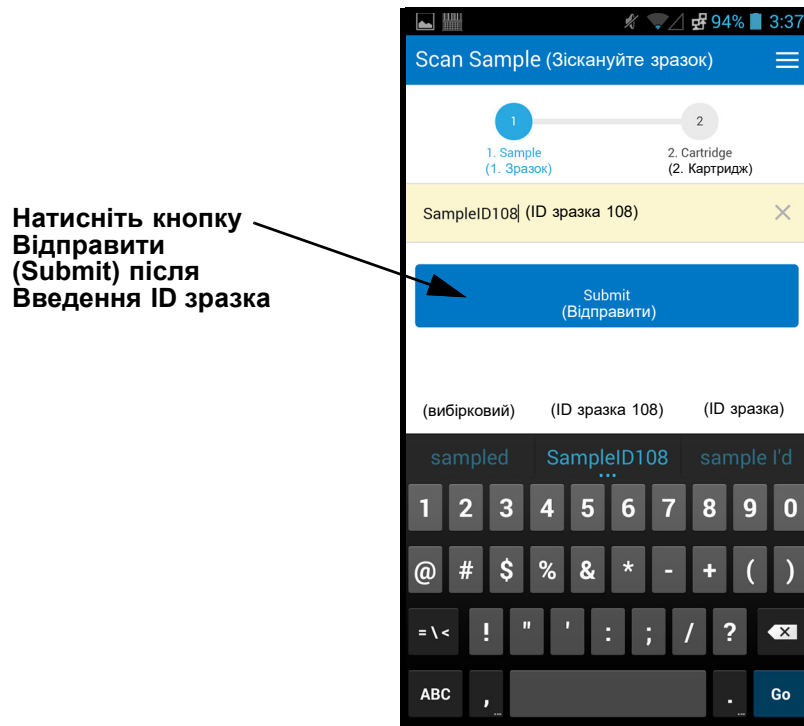 94% 3:37
Scan Sample (Зіскануйте зразок)
1 2
1. Sample 2. Cartridge
(1. Зразок) (2. Картридж)
Натисніть кнопку
Відправити
(Submit) після
Введення ID зразка
SampleID108 (ID зразка 108)
Submit
(Відправити)
(вибірковий) (ID зразка 108) (ID зразка)
sampled SampleID108 sample I'd
1 2 3 4 5 6 7 8 9 0
@ # $ % & * - + ( )
= \ < ! " ' : ; / ?
ABC , . Go